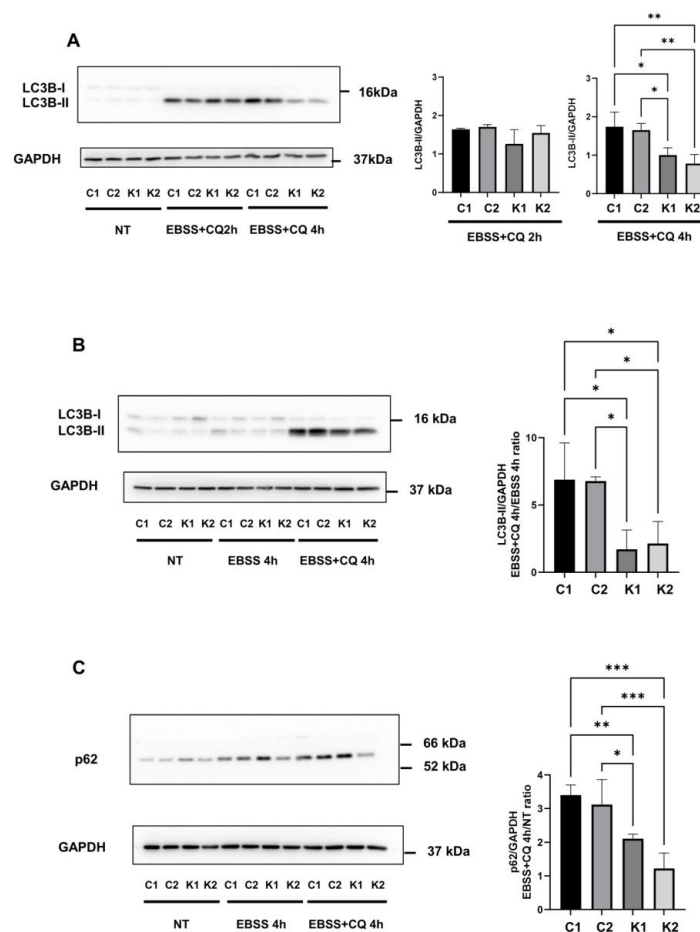 A
LC3B-I
LC3B-II
16kDa
GAPDH
37kDa
C1 C2 K1 K2 C1 C2 K1 K2 C1 C2 K1 K2
NT EBSS+CQ2h EBSS+CQ 4h
LC3B-II/GAPDH
3
2
1
0
C1 C2 K1 K2
EBSS+CQ 2h
**
**
*
*
LC3B-II/GAPDH
3
2
1
0
C1 C2 K1 K2
EBSS+CQ 4h
B
LC3B-I
LC3B-II
16 kDa
GAPDH
37 kDa
C1 C2 K1 K2 C1 C2 K1 K2 C1 C2 K1 K2
NT EBSS 4h EBSS+CQ 4h
*
*
*
*
LC3B-II/GAPDH
EBSS+CQ 4h/EBSS 4h ratio
10
5
0
C1 C2 K1 K2
C
p62
66 kDa
52 kDa
GAPDH
37 kDa
C1 C2 K1 K2 C1 C2 K1 K2 C1 C2 K1 K2
NT EBSS 4h EBSS+CQ 4h
***
***
**
*
p62/GAPDH
EBSS+CQ 4h/NT ratio
4
3
2
1
0
C1 C2 K1 K2